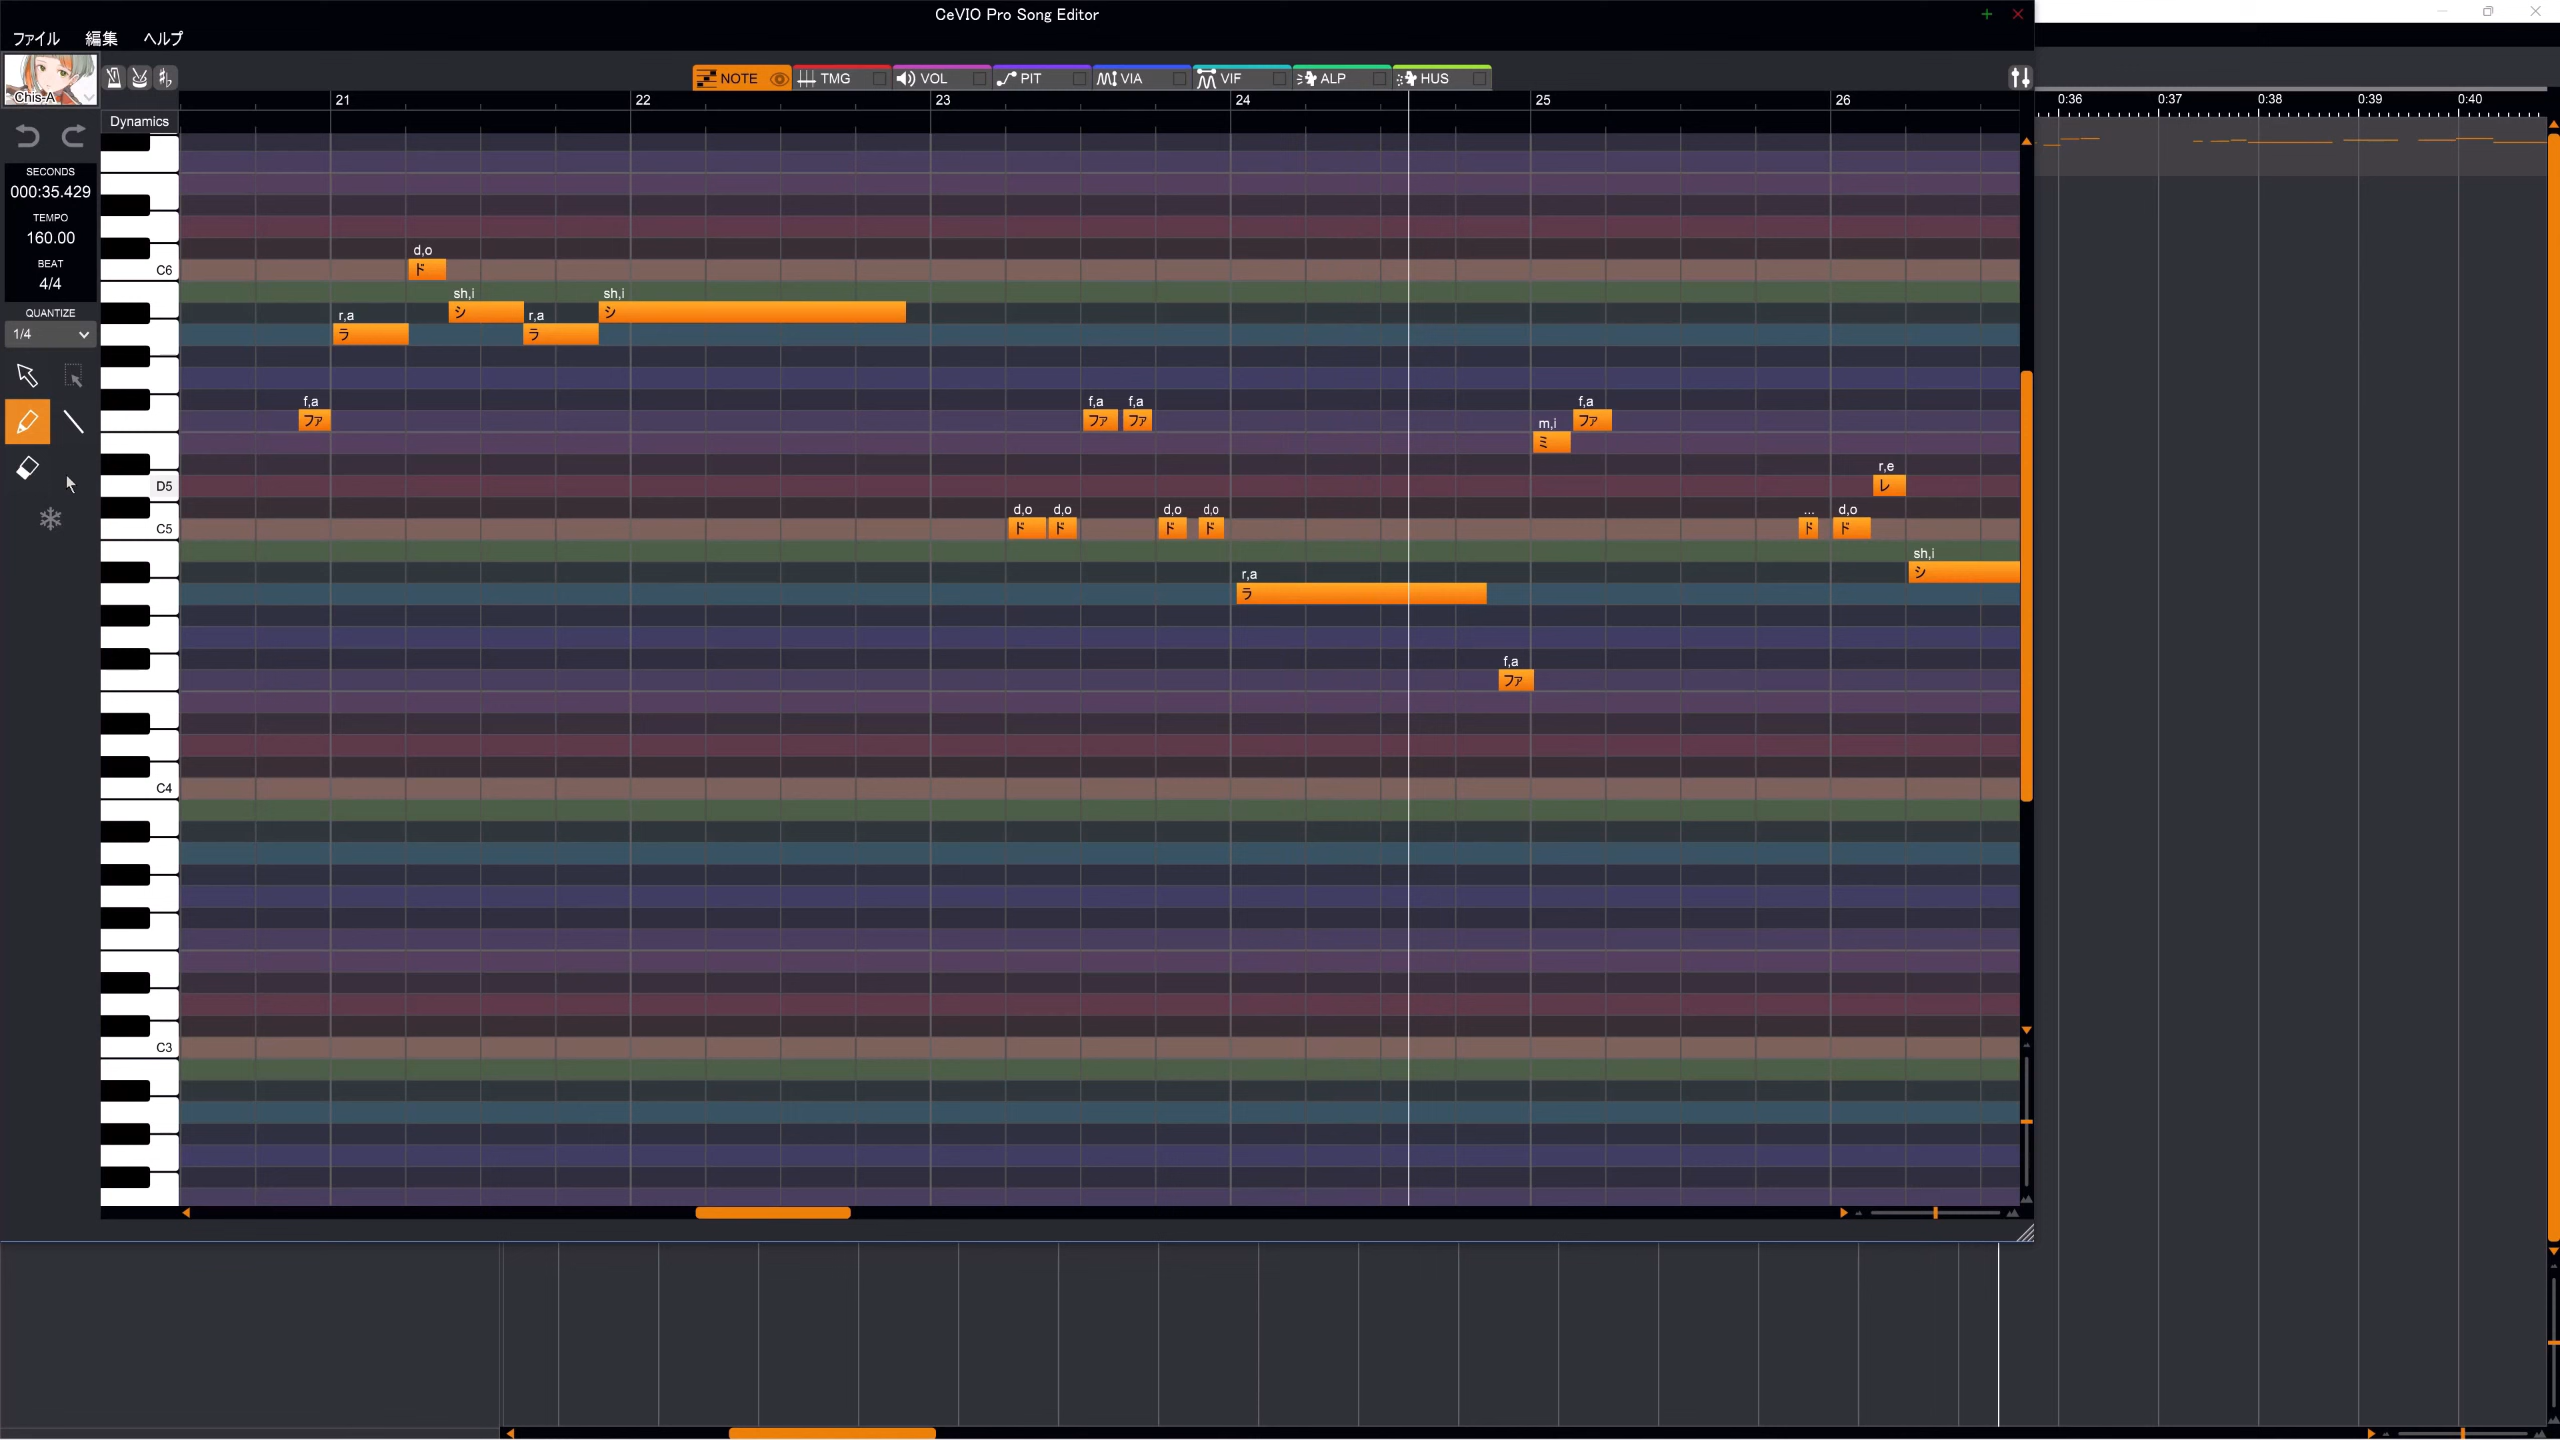 CeVIO Pro Song Editor
ファイル 編集 ヘルプ
Chis-A
NOTE TMG VOL PIT VIA VIF ALP HUS
21 22 23 24 25 26
0:36 0:37 0:38 0:39 0:40
Dynamics
SECONDS
000:35.429
TEMPO
160.00
BEAT
4/4
QUANTIZE
1/4
C6
D5
C5
C4
C3
d,o
ド
sh,i sh,i
シ シ
r,a r,a
ラ ラ
f,a f,a f,a f,a
ファ ファ ファ ファ
m,i
ミ
r,e
レ
d,o d,o d,o d,o ... d,o
ド ド ド ド ド ド
sh,i
シ
r,a
ラ
f,a
ファ